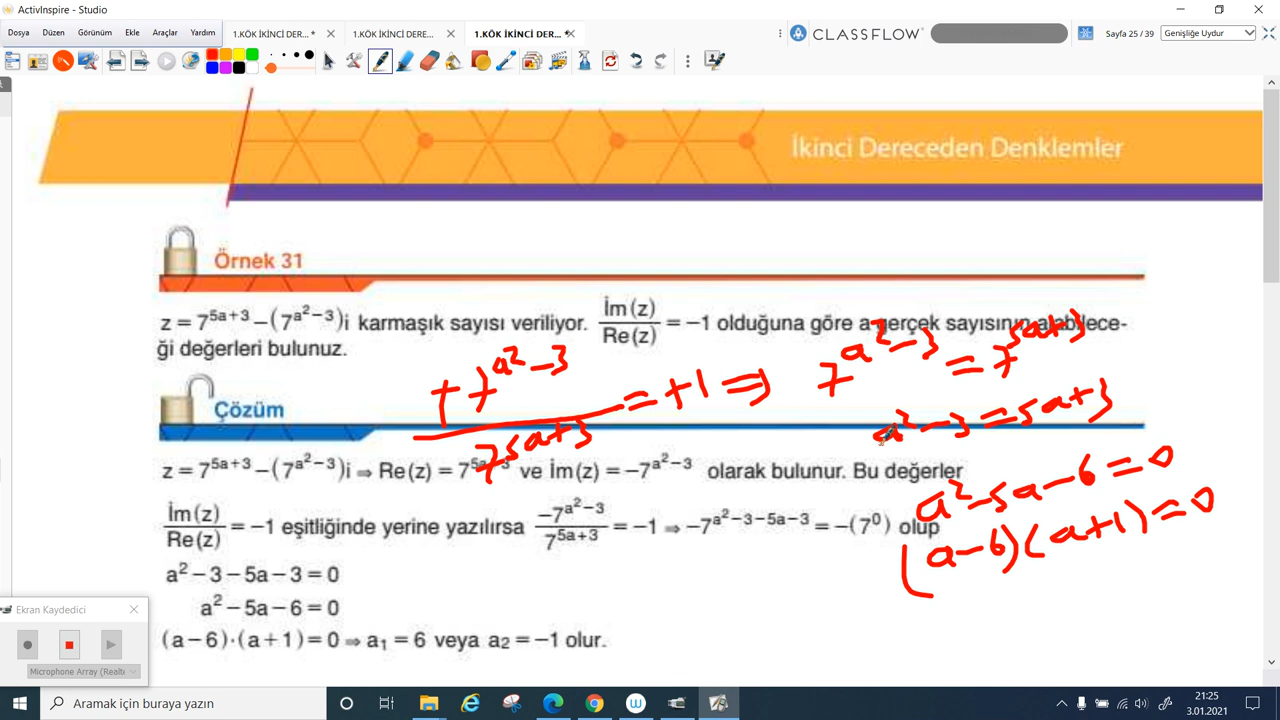 ActivInspire - Studio
Dosya Düzen Görünüm Ekle Araçlar Yardım
1.KÖK İKİNCİ DER... * 1.KÖK İKİNCİ DERE... 1.KÖK İKİNCİ DER... *
CLASSFLOW
Sayfa 25 / 39 Genişliğe Uydur
İkinci Dereceden Denklemler
Örnek 31
z = 7^{5a+3} – (7^{a²–3})i karmaşık sayısı veriliyor. İm(z)/Re(z) = –1 olduğuna göre a gerçek sayısının alabilece-
ği değerleri bulunuz.
+7^{a²–3}/7^{5a+3} = +1 ⇒ 7^{a²–3} = 7^{5a+3}
a²–3 = 5a+3
a²–5a–6=0
(a–6)(a+1)=0
Çözüm
z = 7^{5a+3} – (7^{a²–3})i ⇒ Re(z) = 7^{5a+3} ve İm(z) = –7^{a²–3} olarak bulunur. Bu değerler
İm(z)/Re(z) = –1 eşitliğinde yerine yazılırsa –7^{a²–3}/7^{5a+3} = –1 ⇒ –7^{a²–3–5a–3} = –(7⁰) olup
a² – 3 – 5a – 3 = 0
a² – 5a – 6 = 0
(a – 6)·(a + 1) = 0 ⇒ a₁ = 6 veya a₂ = –1 olur.
Ekran Kaydedici
Microphone Array (Realte
Aramak için buraya yazın
21:25
3.01.2021